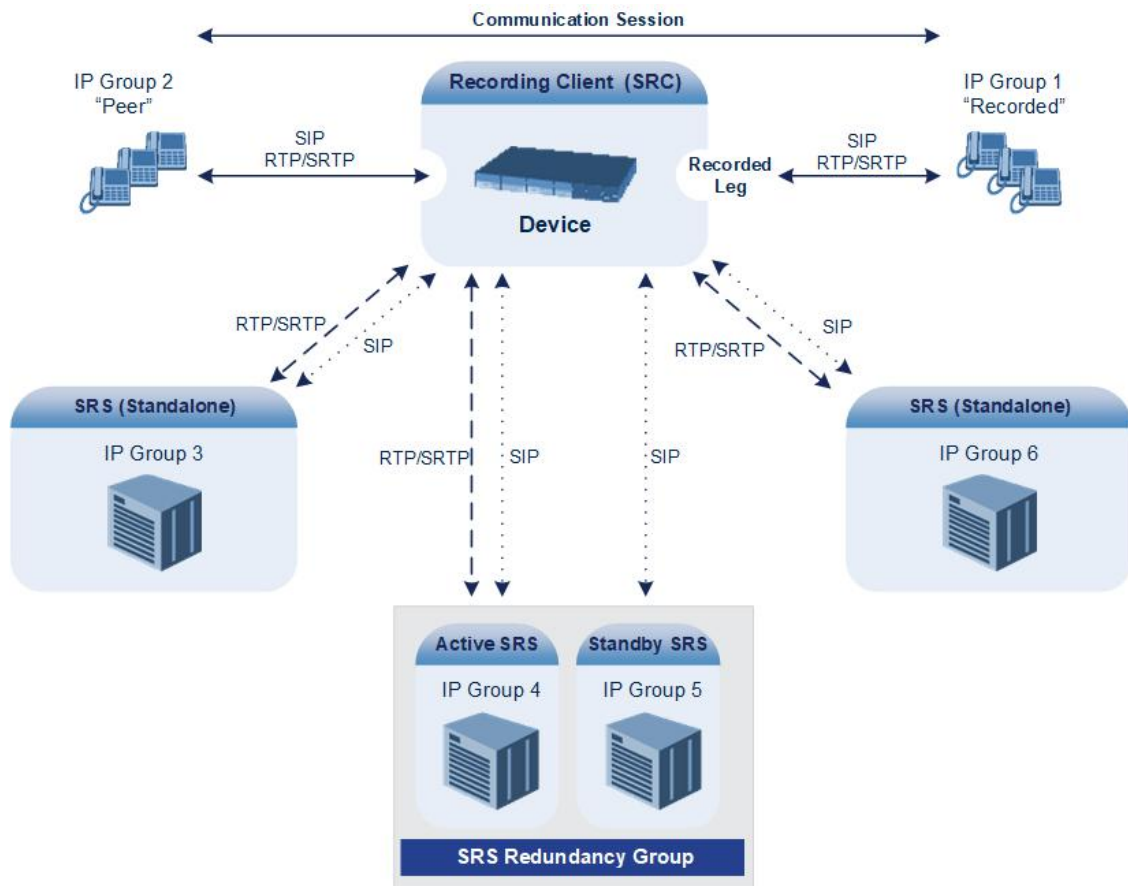 Communication Session
IP Group 2
“Peer”
Recording Client (SRC)
IP Group 1
“Recorded”
SIP
RTP/SRTP
Recorded
Leg
SIP
RTP/SRTP
Device
RTP/SRTP
SIP
RTP/SRTP
SIP
SIP
SIP
RTP/SRTP
SRS (Standalone)
IP Group 3
SRS (Standalone)
IP Group 6
Active SRS
IP Group 4
Standby SRS
IP Group 5
SRS Redundancy Group